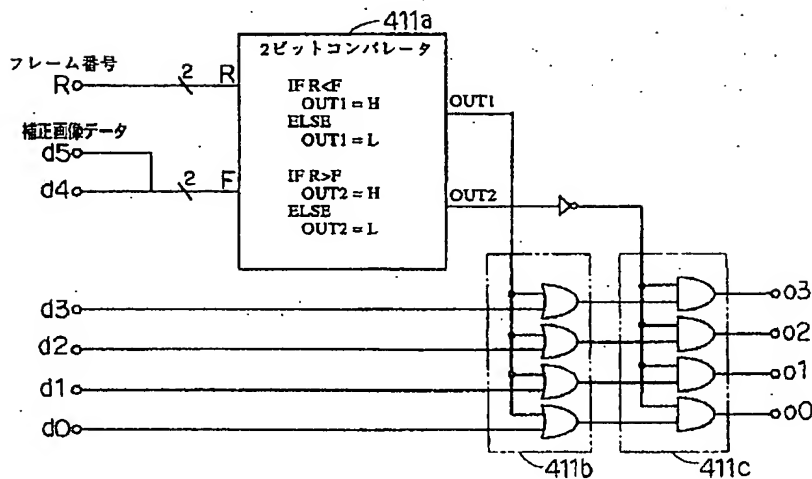 411a
2ビットコンパレータ
フレーム番号
R
2
R
IF R<F
OUT1 = H
ELSE
OUT1 = L
OUT1
補正画像データ
d5
d4
2
F
IF R>F
OUT2 = H
ELSE
OUT2 = L
OUT2
d3
o3
d2
o2
d1
o1
d0
o0
411b
411c